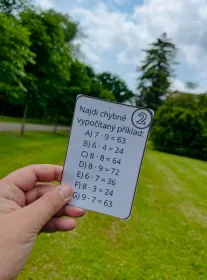 2
Najdi chybně
vypočítaný příklad:
A) 7 · 9 = 63
B) 6 · 4 = 24
C) 8 · 8 = 64
D) 8 · 9 = 72
E) 6 · 7 = 36
F) 8 · 3 = 24
G) 9 · 7 = 63